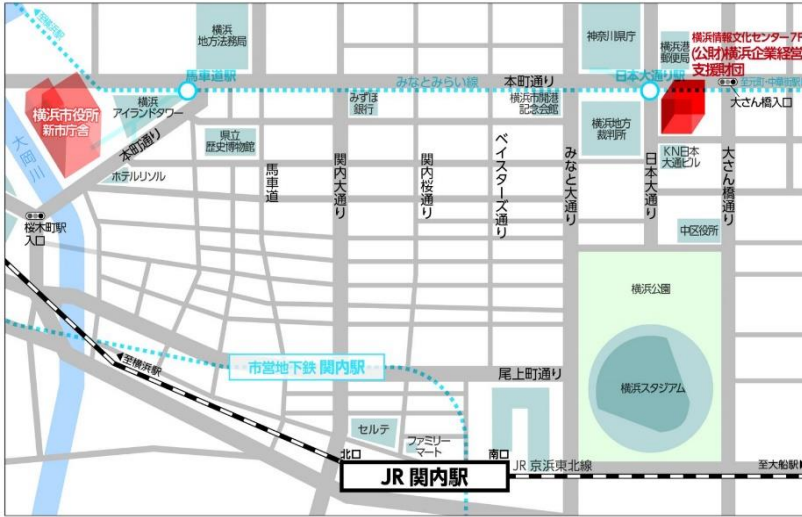 至横浜駅
横浜
地方法務局
神奈川県庁
横浜港
郵便局
横浜情報文化センター7F
(公財)横浜企業経営
支援財団
馬車道駅
みなとみらい線
本町通り
日本大通り駅
至元町・中華街駅
横浜市役所
新市庁舎
横浜
アイランドタワー
みずほ
銀行
横浜市開港
記念会館
大さん橋入口
大岡川
本町通り
県立
歴史博物館
横浜地方
裁判所
KN日本
大通ビル
ホテルリソル
馬車道
関内大通り
関内桜通り
ベイスターズ通り
みなと大通り
日本大通り
大さん橋通り
桜木町駅
入口
中区役所
横浜公園
至横浜駅
市営地下鉄 関内駅
尾上町通り
横浜スタジアム
セルテ
ファミリー
マート
北口
南口
JR 関内駅
JR 京浜東北線
至大船駅